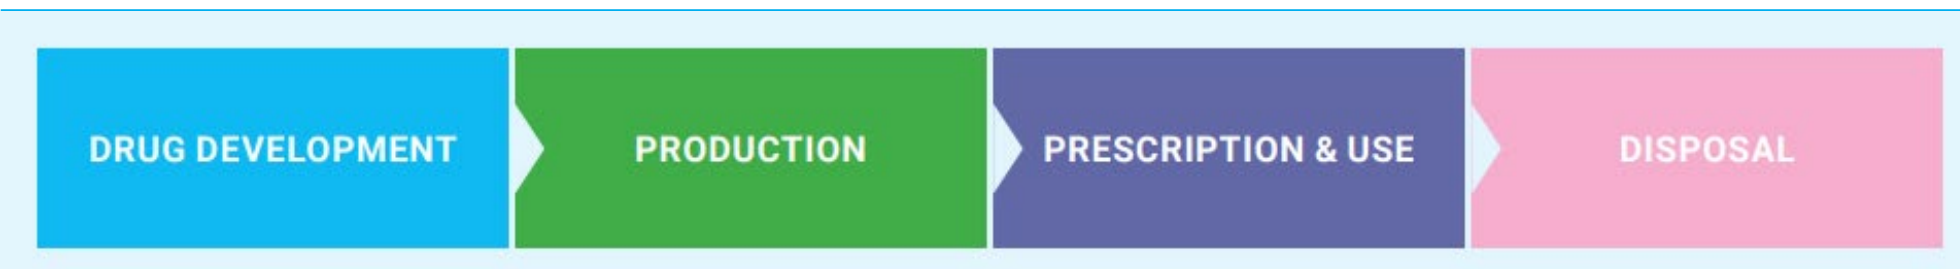 DRUG DEVELOPMENT
PRODUCTION
PRESCRIPTION & USE
DISPOSAL